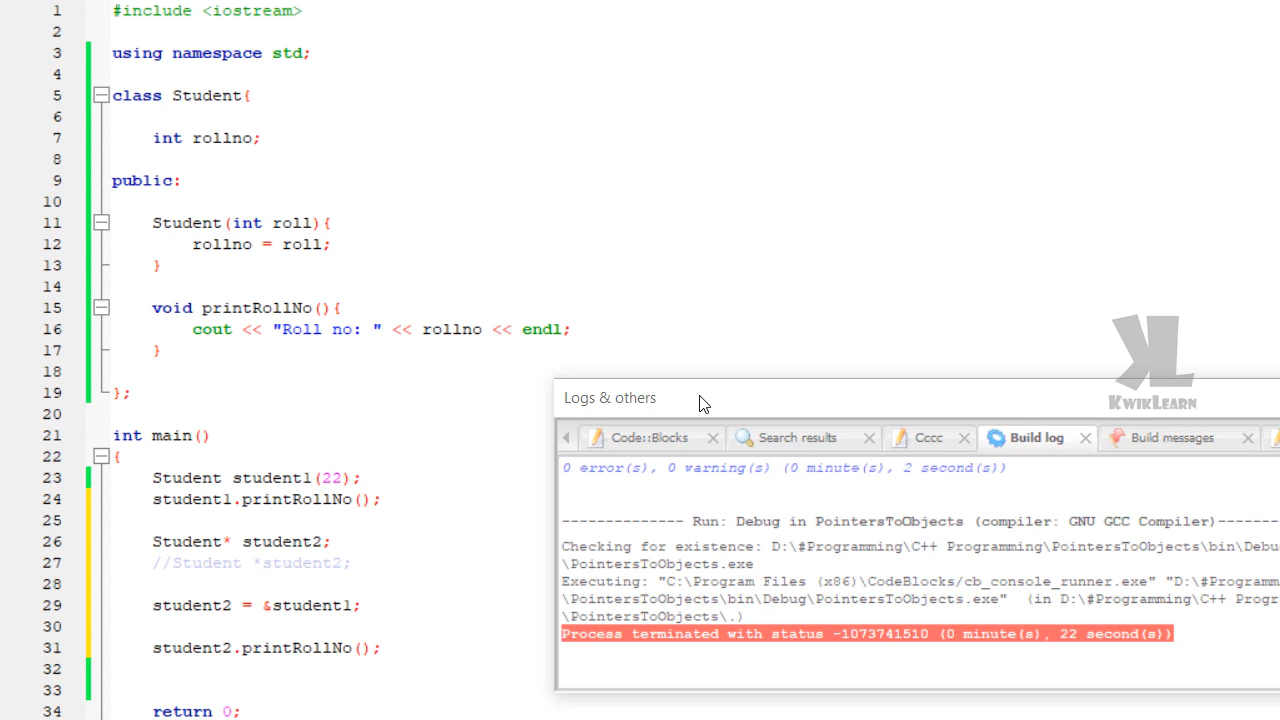 1 #include <iostream>
2
3 using namespace std;
4
5 class Student{
6
7 int rollno;
8
9 public:
10
11 Student(int roll){
12 rollno = roll;
13 }
14
15 void printRollNo(){
16 cout << "Roll no: " << rollno << endl;
17 }
18
19 };
20
21 int main()
22 {
23 Student student1(22);
24 student1.printRollNo();
25
26 Student* student2;
27 //Student *student2;
28
29 student2 = &student1;
30
31 student2.printRollNo();
32
33
34 return 0;
KL
KWIKLEARN
Logs & others
Code::Blocks Search results Cccc Build log Build messages
0 error(s), 0 warning(s) (0 minute(s), 2 second(s))
-------------- Run: Debug in PointersToObjects (compiler: GNU GCC Compiler)-------
Checking for existence: D:\#Programming\C++ Programming\PointersToObjects\bin\Debu
\PointersToObjects.exe
Executing: "C:\Program Files (x86)\CodeBlocks/cb_console_runner.exe" "D:\#Programm
\PointersToObjects\bin\Debug\PointersToObjects.exe" (in D:\#Programming\C++ Progr
\PointersToObjects\.)
Process terminated with status -1073741510 (0 minute(s), 22 second(s))